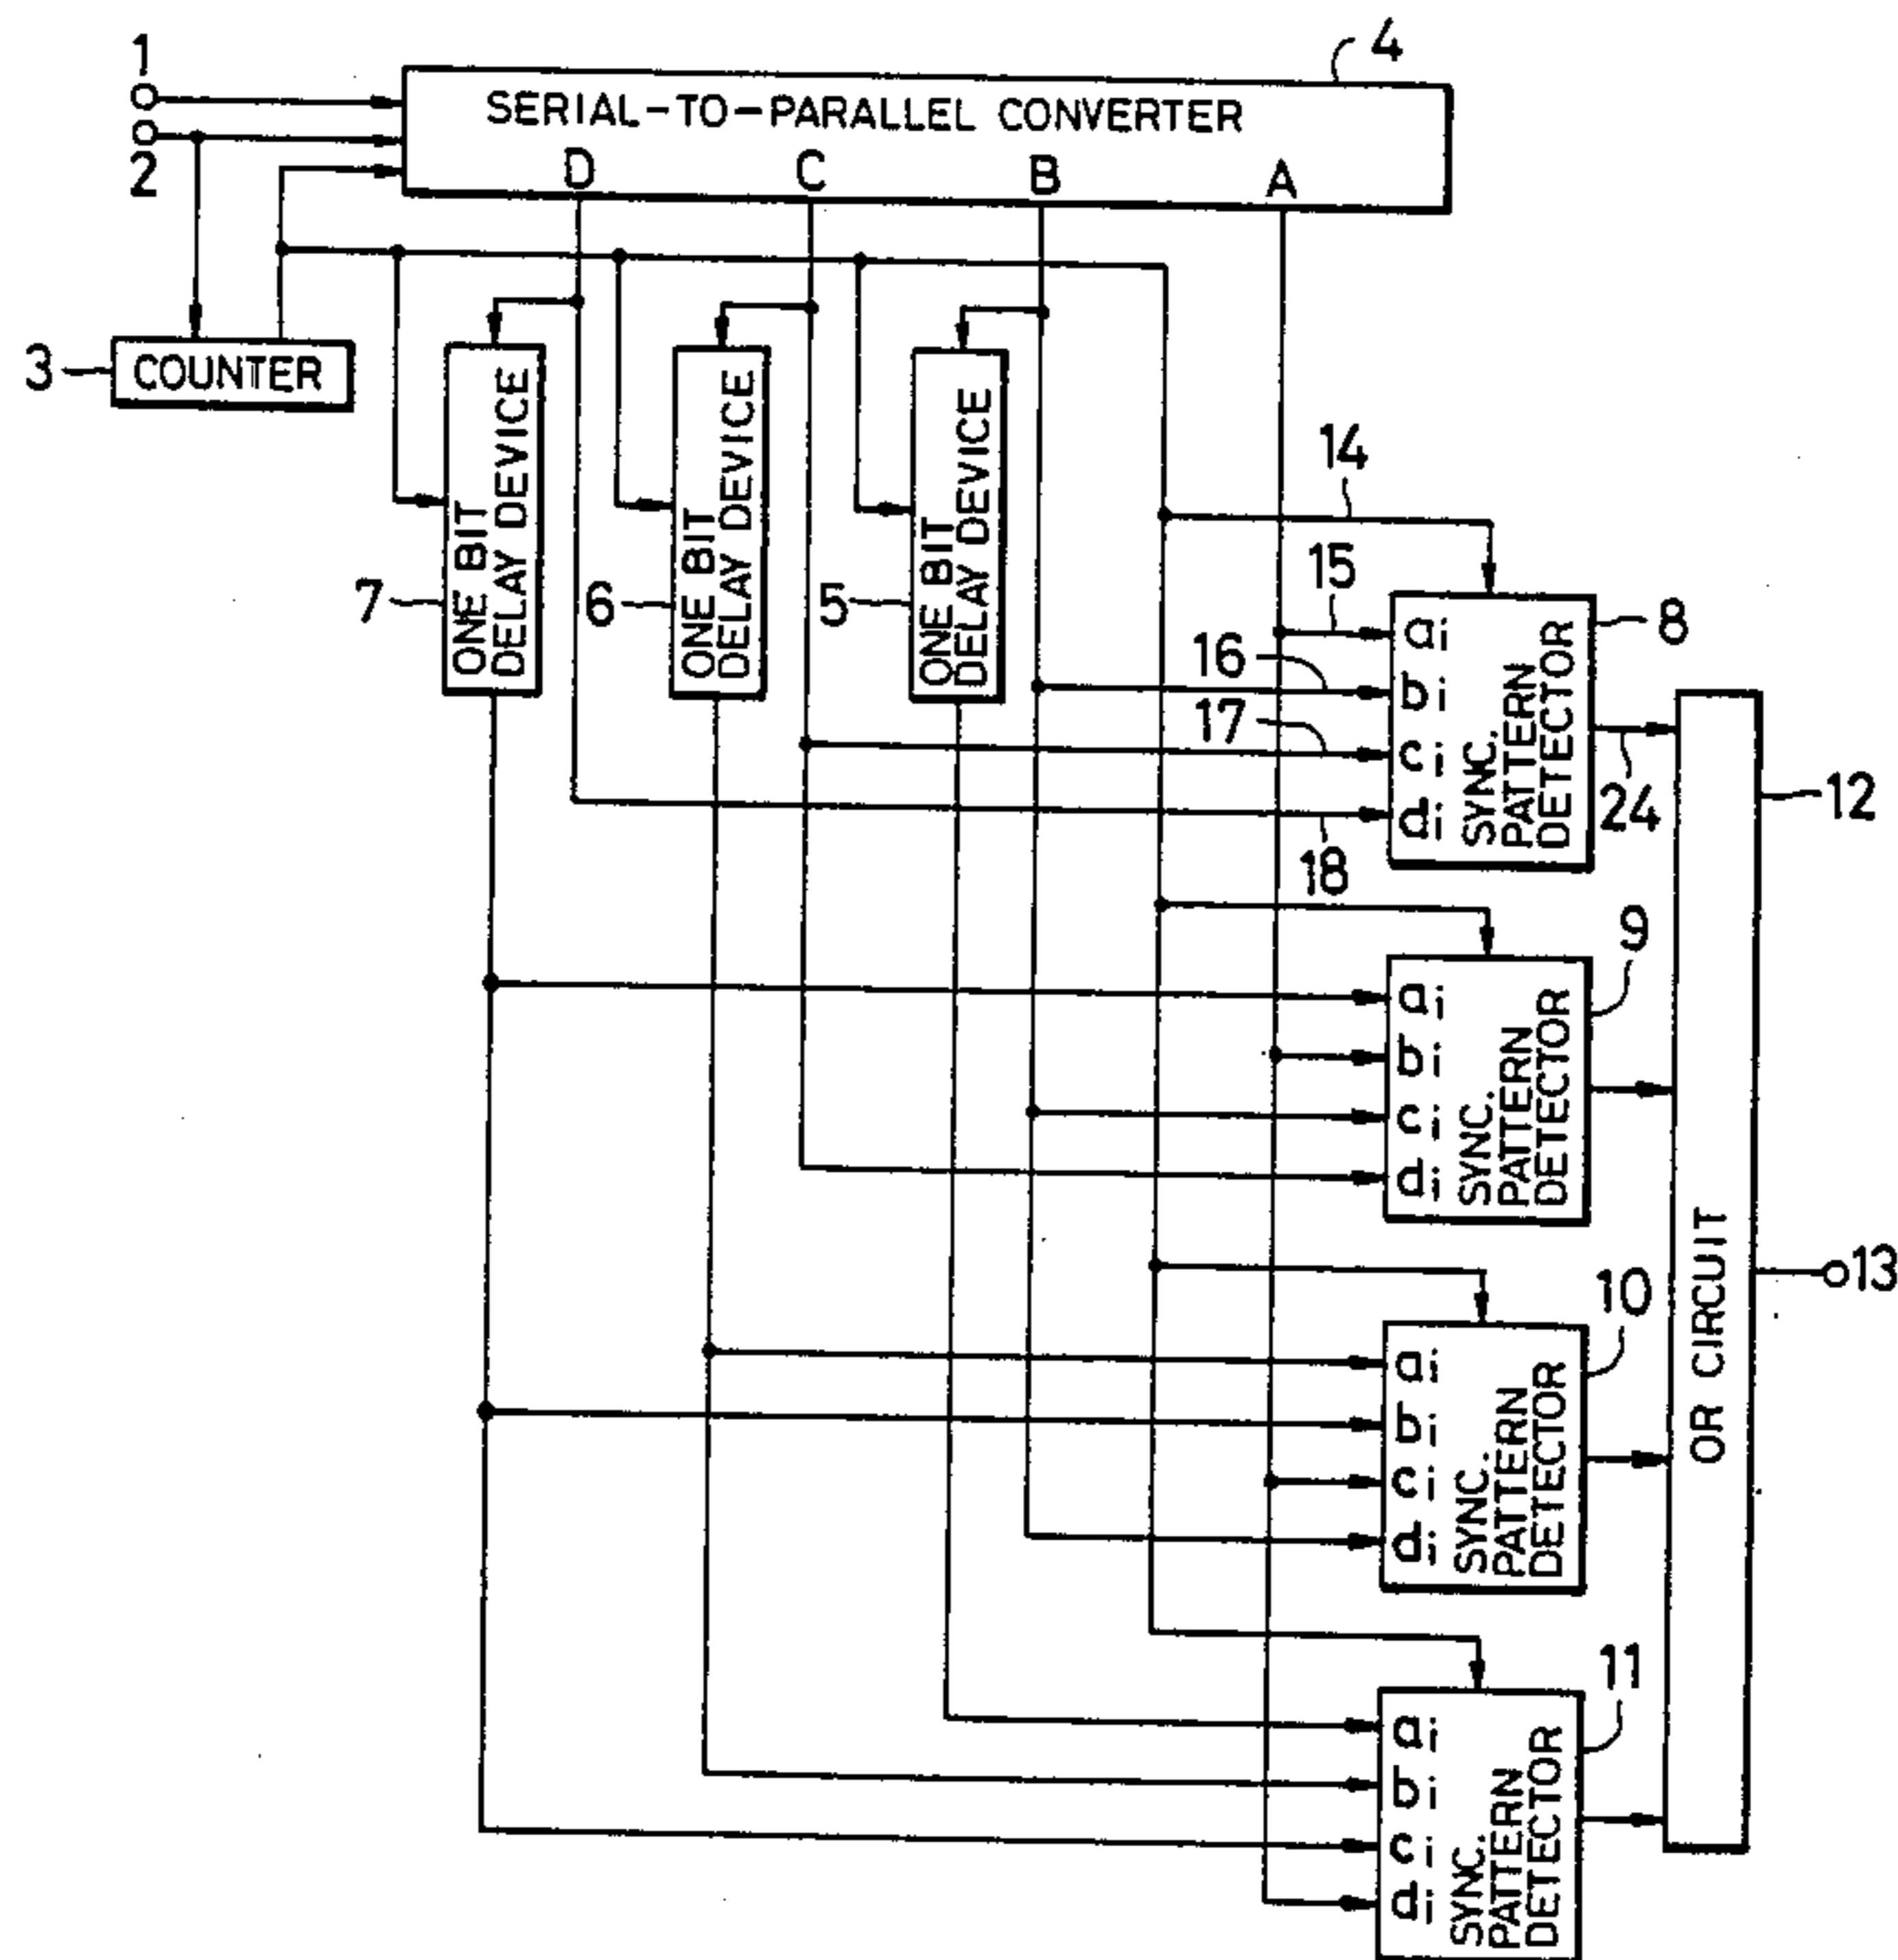 1
4
SERIAL-TO-PARALLEL CONVERTER
2
D C B A
3
COUNTER
ONE BIT
DELAY DEVICE
7
ONE BIT
DELAY DEVICE
6
ONE BIT
DELAY DEVICE
5
14
15
16
17
18
ai
bi
ci
di
SYNC.
PATTERN
DETECTOR
8
24
12
ai
bi
ci
di
SYNC.
PATTERN
DETECTOR
9
OR CIRCUIT
13
ai
bi
ci
di
SYNC.
PATTERN
DETECTOR
10
ai
bi
ci
di
SYNC.
PATTERN
DETECTOR
11